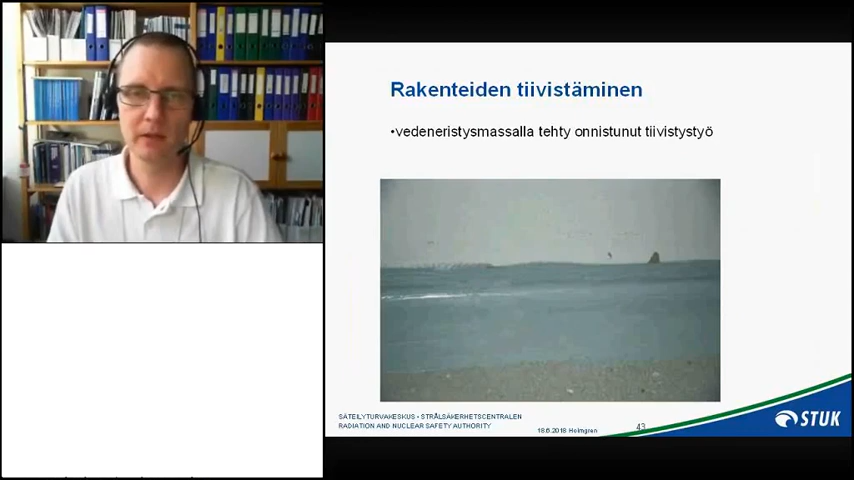 Rakenteiden tiivistäminen
•vedeneristysmassalla tehty onnistunut tiivistystyö
SÄTEILYTURVAKESKUS • STRÅLSÄKERHETSCENTRALEN
RADIATION AND NUCLEAR SAFETY AUTHORITY
18.6.2018 Holmgren
43
STUK